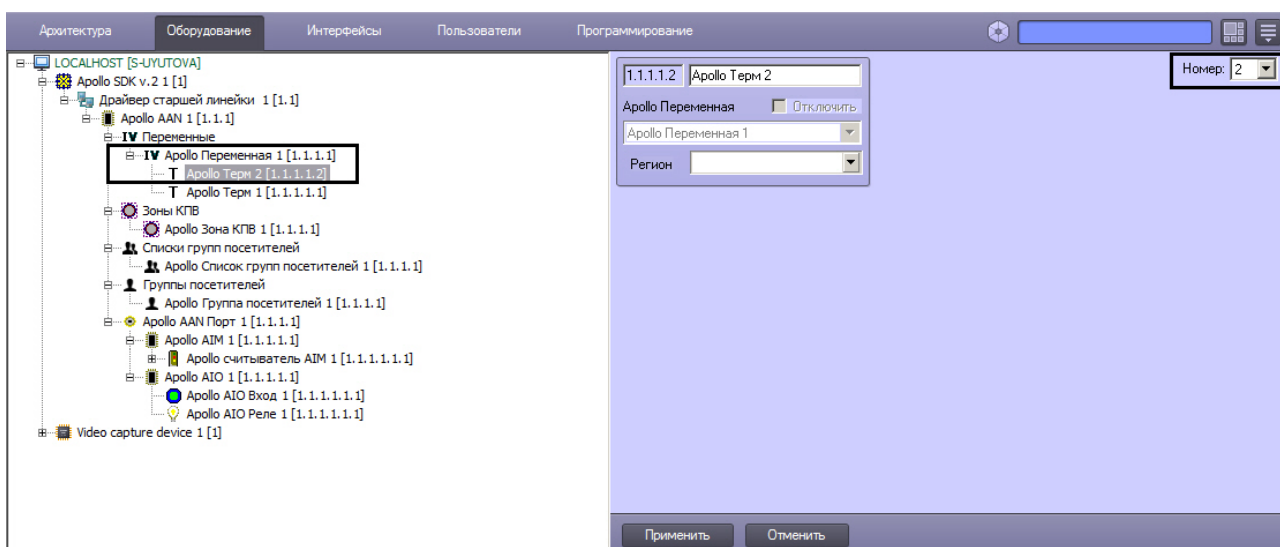 Архитектура Оборудование Интерфейсы Пользователи Программирование
LOCALHOST [S-UYUTOVA]
Apollo SDK v.2 1 [1]
Драйвер старшей линейки 1 [1.1]
Apollo AAN 1 [1.1.1]
IV Переменные
IV Apollo Переменная 1 [1.1.1.1]
T Apollo Терм 2 [1.1.1.1.2]
T Apollo Терм 1 [1.1.1.1.1]
Зоны КПВ
Apollo Зона КПВ 1 [1.1.1.1]
Списки групп посетителей
Apollo Список групп посетителей 1 [1.1.1.1]
Группы посетителей
Apollo Группа посетителей 1 [1.1.1.1]
Apollo AAN Порт 1 [1.1.1.1]
Apollo AIM 1 [1.1.1.1.1]
Apollo считыватель AIM 1 [1.1.1.1.1.1]
Apollo AIO 1 [1.1.1.1.1]
Apollo AIO Вход 1 [1.1.1.1.1.1]
Apollo AIO Реле 1 [1.1.1.1.1.1]
Video capture device 1 [1]
1.1.1.1.2 Apollo Терм 2
Apollo Переменная Отключить
Apollo Переменная 1
Регион
Номер: 2
Применить Отменить